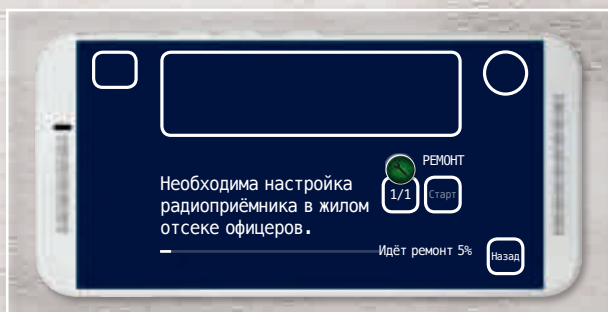 РЕМОНТ
1/1
Старт
Необходима настройка
радиоприёмника в жилом
отсеке офицеров.
Идёт ремонт 5%
Назад